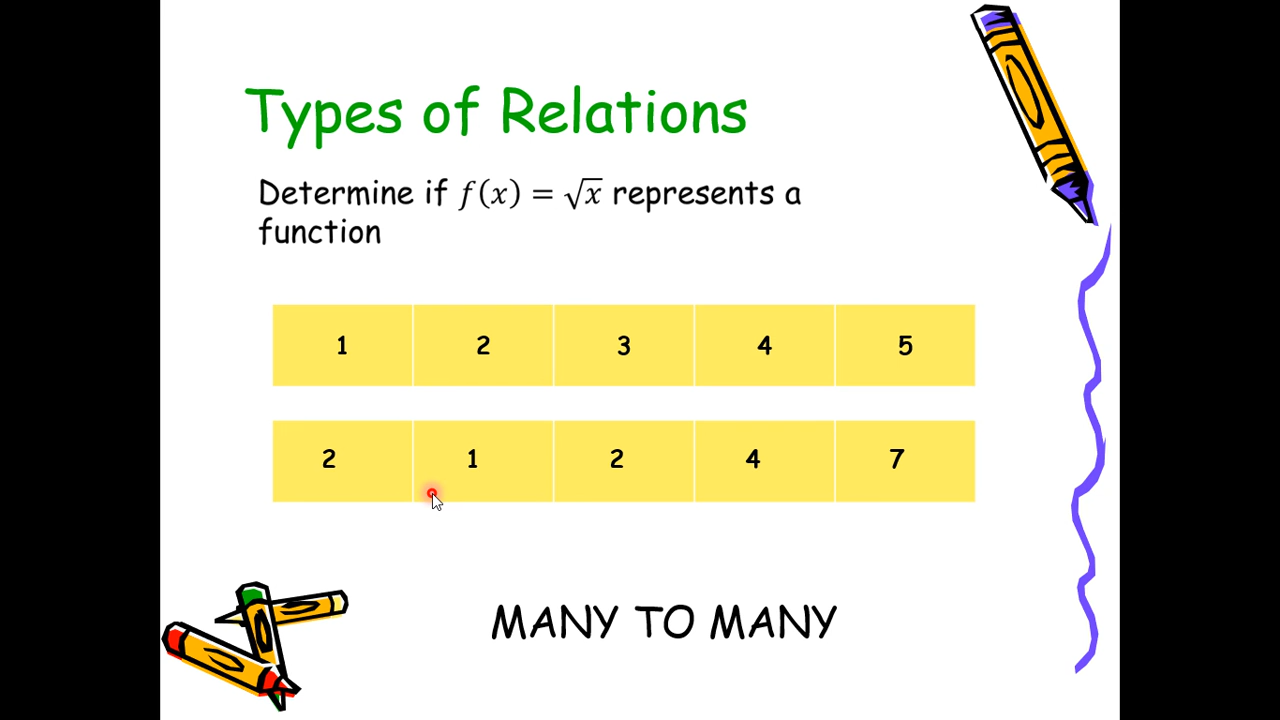 Types of Relations
Determine if f(x) = √x represents a
function
1 2 3 4 5
2 1 2 4 7
MANY TO MANY